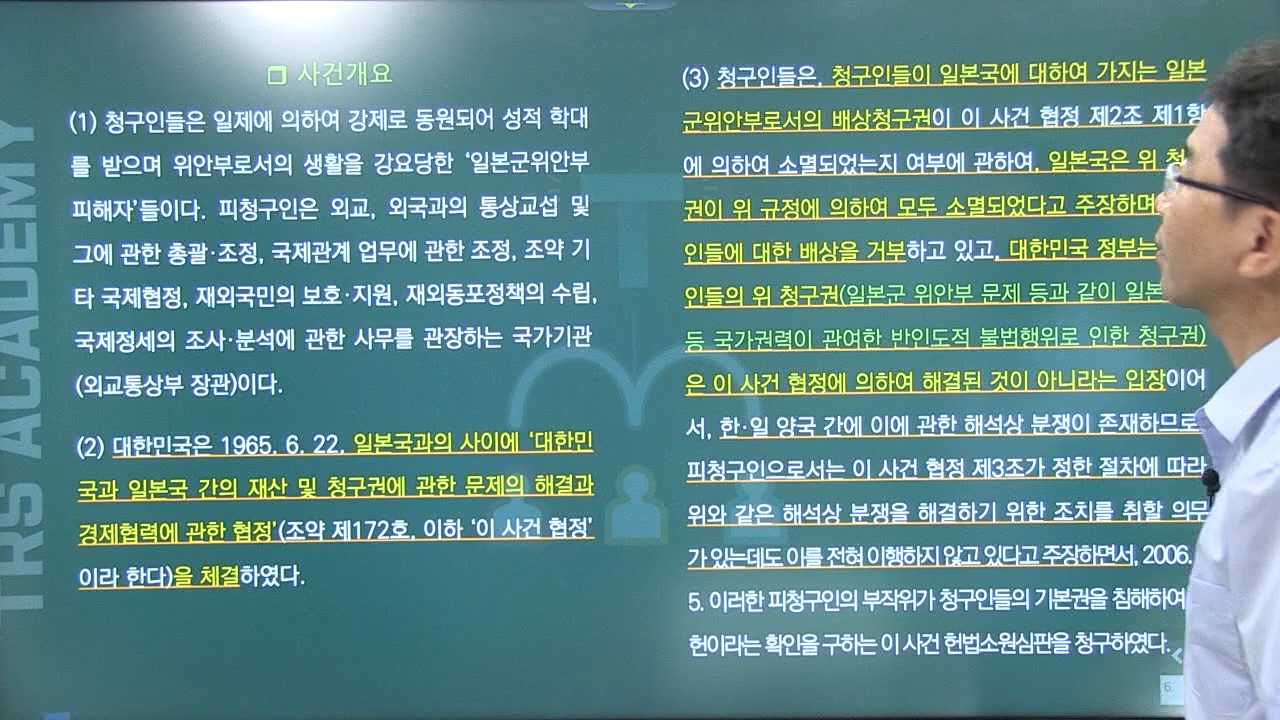 사건개요
(1) 청구인들은 일제에 의하여 강제로 동원되어 성적 학대
를 받으며 위안부로서의 생활을 강요당한 ‘일본군위안부
피해자’들이다. 피청구인은 외교, 외국과의 통상교섭 및
그에 관한 총괄·조정, 국제관계 업무에 관한 조정, 조약 기
타 국제협정, 재외국민의 보호·지원, 재외동포정책의 수립,
국제정세의 조사·분석에 관한 사무를 관장하는 국가기관
(외교통상부 장관)이다.
(2) 대한민국은 1965. 6. 22. 일본국과의 사이에 ‘대한민
국과 일본국 간의 재산 및 청구권에 관한 문제의 해결과
경제협력에 관한 협정’(조약 제172호, 이하 ‘이 사건 협정’
이라 한다)을 체결하였다.
(3) 청구인들은, 청구인들이 일본국에 대하여 가지는 일본
군위안부로서의 배상청구권이 이 사건 협정 제2조 제1항
에 의하여 소멸되었는지 여부에 관하여, 일본국은 위 청
권이 위 규정에 의하여 모두 소멸되었다고 주장하며
인들에 대한 배상을 거부하고 있고, 대한민국 정부는
인들의 위 청구권(일본군 위안부 문제 등과 같이 일본
등 국가권력이 관여한 반인도적 불법행위로 인한 청구권)
은 이 사건 협정에 의하여 해결된 것이 아니라는 입장이어
서, 한·일 양국 간에 이에 관한 해석상 분쟁이 존재하므로
피청구인으로서는 이 사건 협정 제3조가 정한 절차에 따라
위와 같은 해석상 분쟁을 해결하기 위한 조치를 취할 의무
가 있는데도 이를 전혀 이행하지 않고 있다고 주장하면서, 2006.
5. 이러한 피청구인의 부작위가 청구인들의 기본권을 침해하여
헌이라는 확인을 구하는 이 사건 헌법소원심판을 청구하였다.
TRS ACADEMY